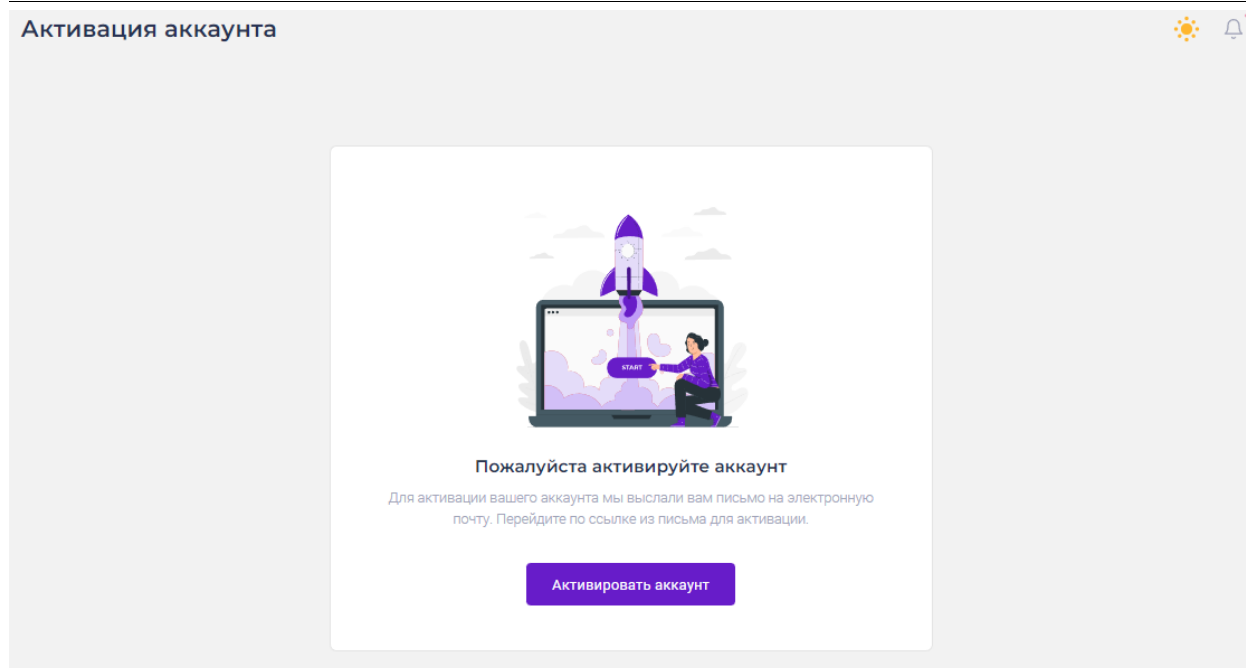 Активация аккаунта
START
Пожалуйста активируйте аккаунт
Для активации вашего аккаунта мы выслали вам письмо на электронную
почту. Перейдите по ссылке из письма для активации.
Активировать аккаунт